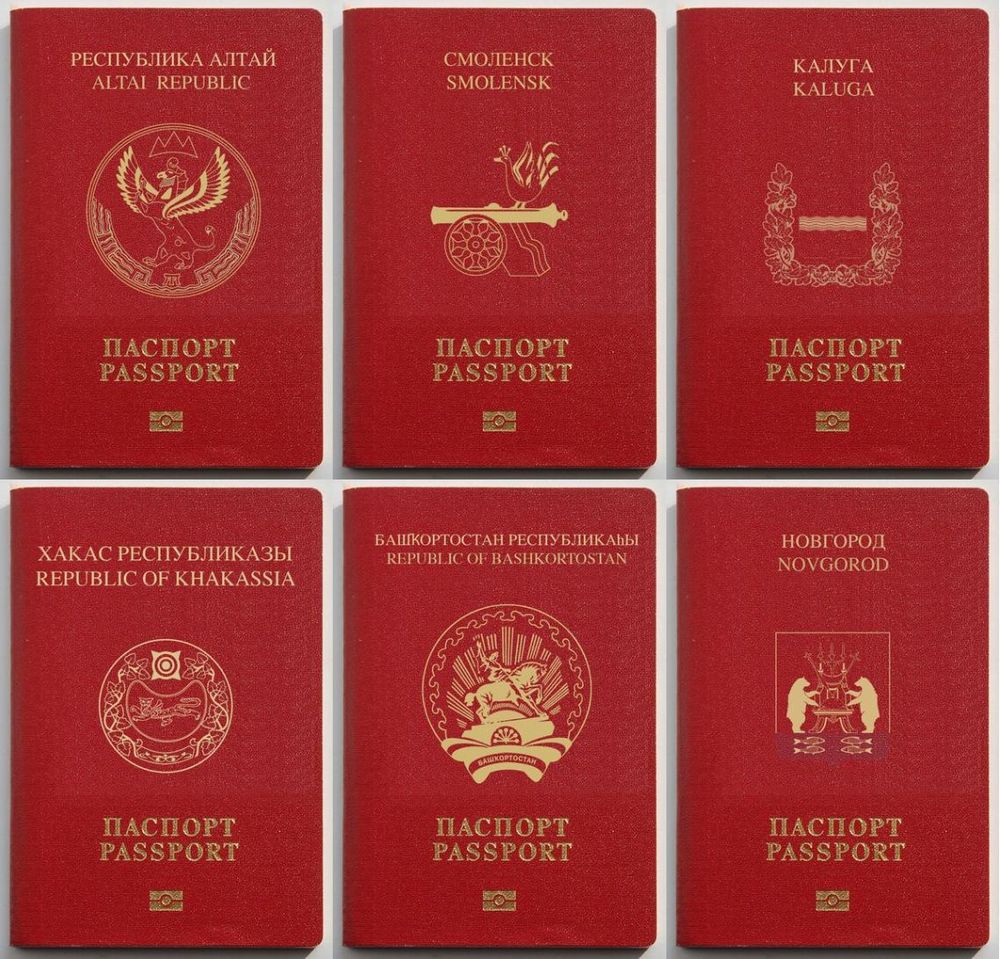 РЕСПУБЛИКА АЛТАЙ
ALTAI REPUBLIC
ПАСПОРТ
PASSPORT
СМОЛЕНСК
SMOLENSK
ПАСПОРТ
PASSPORT
КАЛУГА
KALUGA
ПАСПОРТ
PASSPORT
ХАКАС РЕСПУБЛИКАЗЫ
REPUBLIC OF KHAKASSIA
ПАСПОРТ
PASSPORT
БАШҠОРТОСТАН РЕСПУБЛИКАҺЫ
REPUBLIC OF BASHKORTOSTAN
БАШКОРТОСТАН
ПАСПОРТ
PASSPORT
НОВГОРОД
NOVGOROD
ПАСПОРТ
PASSPORT